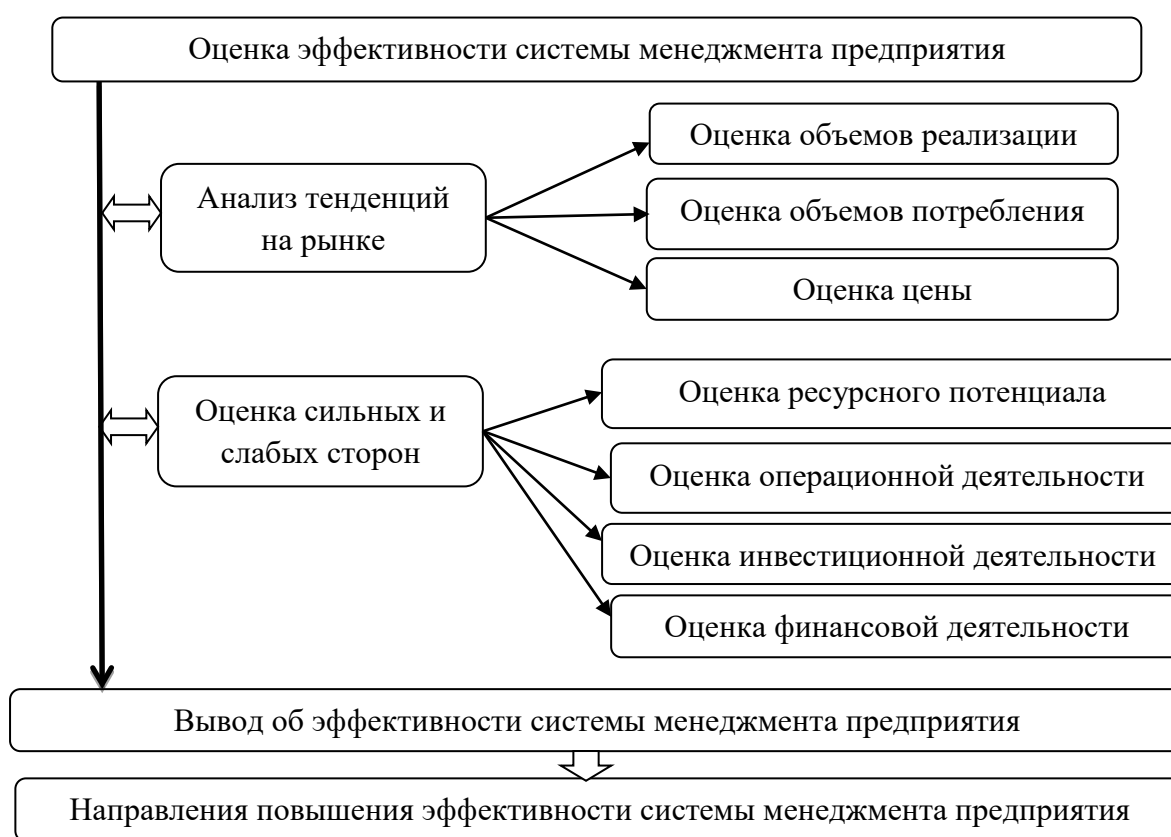 Оценка эффективности системы менеджмента предприятия
Анализ тенденций
на рынке
Оценка объемов реализации
Оценка объемов потребления
Оценка цены
Оценка сильных и
слабых сторон
Оценка ресурсного потенциала
Оценка операционной деятельности
Оценка инвестиционной деятельности
Оценка финансовой деятельности
Вывод об эффективности системы менеджмента предприятия
Направления повышения эффективности системы менеджмента предприятия